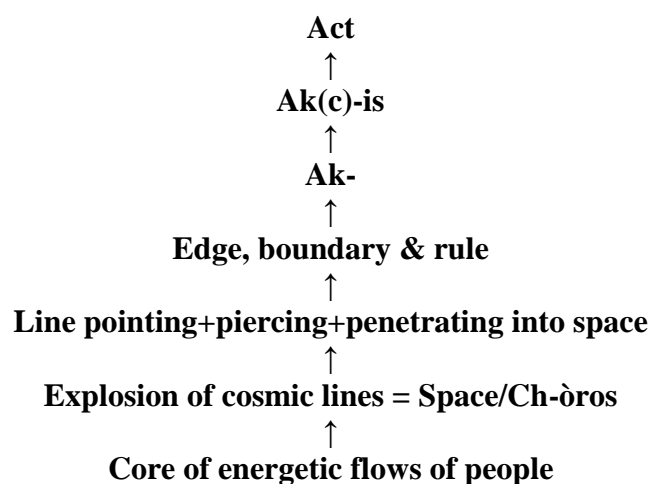 Act
↑
Ak(c)-is
↑
Ak-
↑
Edge, boundary & rule
↑
Line pointing+piercing+penetrating into space
↑
Explosion of cosmic lines = Space/Ch-òros
↑
Core of energetic flows of people